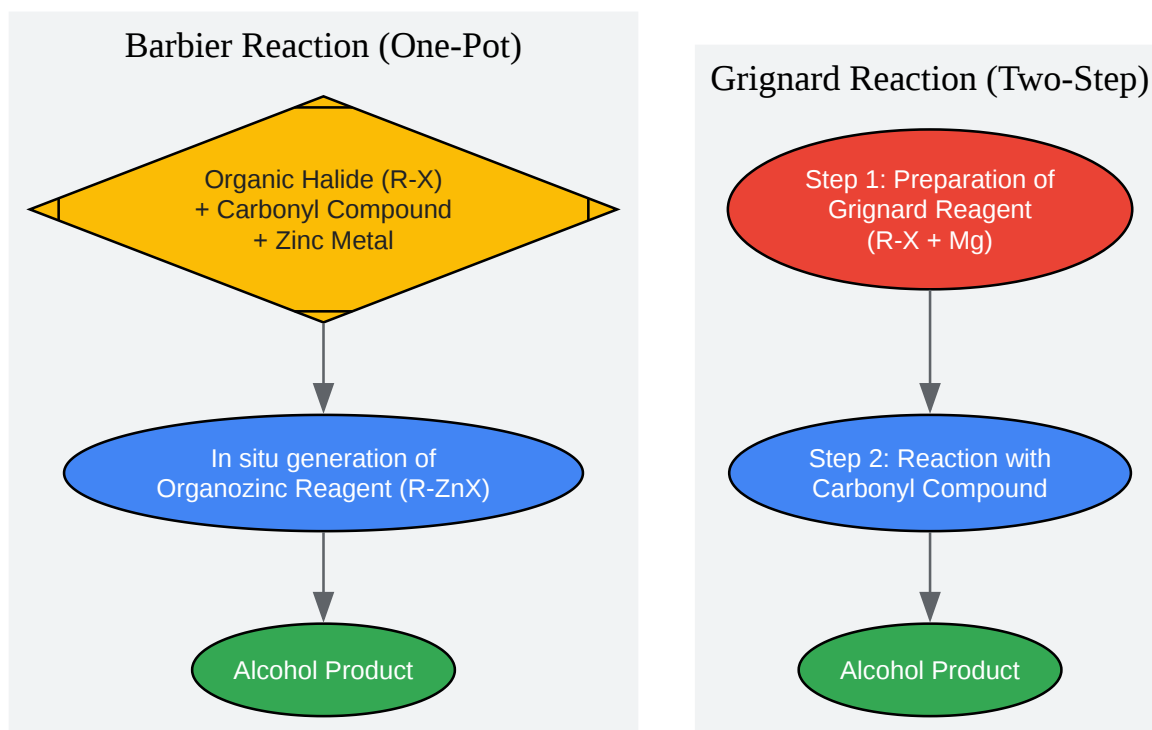 Barbier Reaction (One-Pot)
Organic Halide (R-X)
+ Carbonyl Compound
+ Zinc Metal
In situ generation of
Organozinc Reagent (R-ZnX)
Alcohol Product
Grignard Reaction (Two-Step)
Step 1: Preparation of
Grignard Reagent
(R-X + Mg)
Step 2: Reaction with
Carbonyl Compound
Alcohol Product